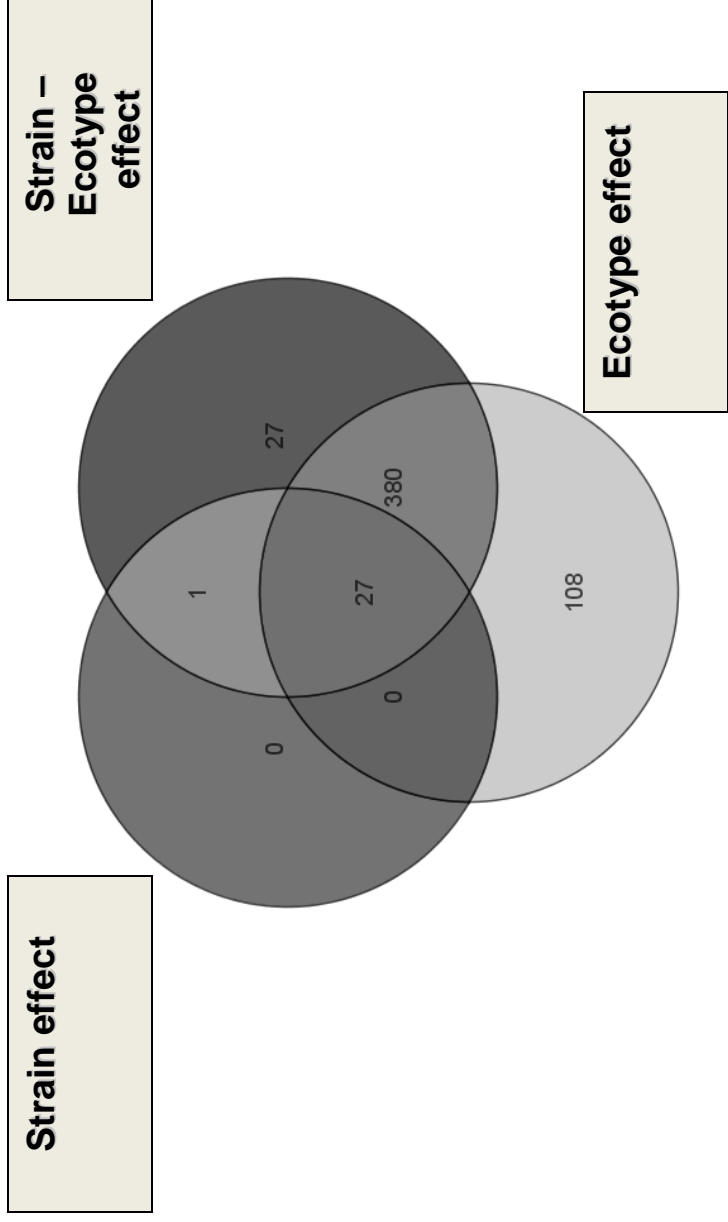 Strain effect
Strain –
Ecotype
effect
0
1
27
0
27
380
108
Ecotype effect